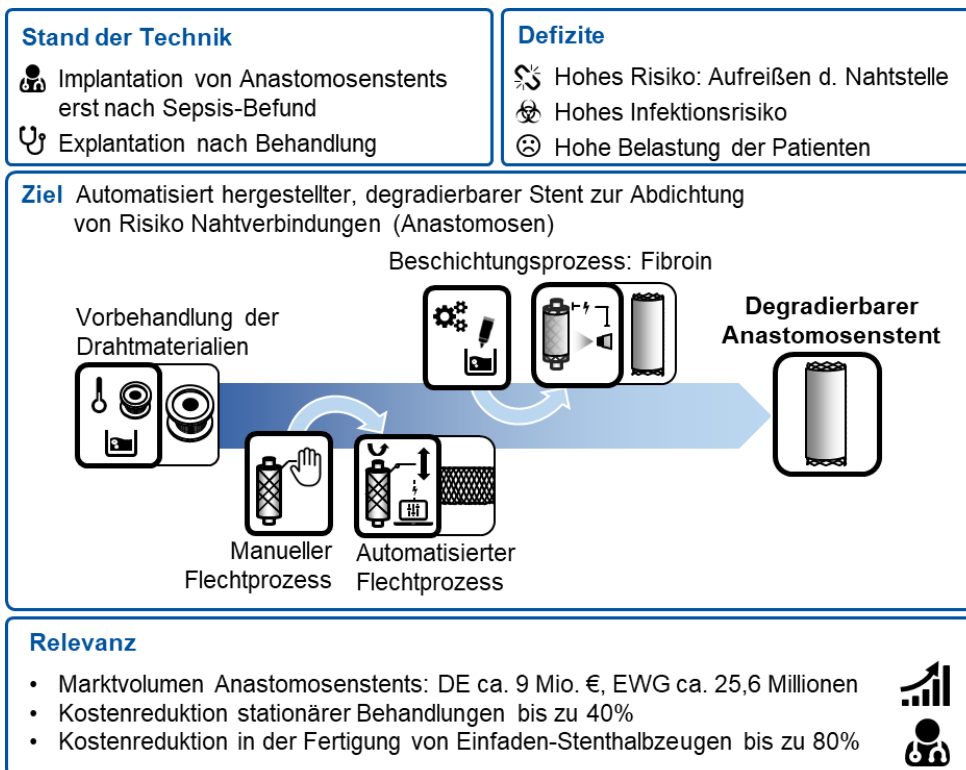 Stand der Technik
Implantation von Anastomosenstents
erst nach Sepsis-Befund
Explantation nach Behandlung
Defizite
Hohes Risiko: Aufreißen d. Nahtstelle
Hohes Infektionsrisiko
Hohe Belastung der Patienten
Ziel Automatisiert hergestellter, degradierbarer Stent zur Abdichtung
von Risiko Nahtverbindungen (Anastomosen)
Beschichtungsprozess: Fibroin
Vorbehandlung der
Drahtmaterialien
Degradierbarer
Anastomosenstent
Manueller
Flechtprozess
Automatisierter
Flechtprozess
Relevanz
• Marktvolumen Anastomosenstents: DE ca. 9 Mio. €, EWG ca. 25,6 Millionen
• Kostenreduktion stationärer Behandlungen bis zu 40%
• Kostenreduktion in der Fertigung von Einfaden-Stenthalbzeugen bis zu 80%